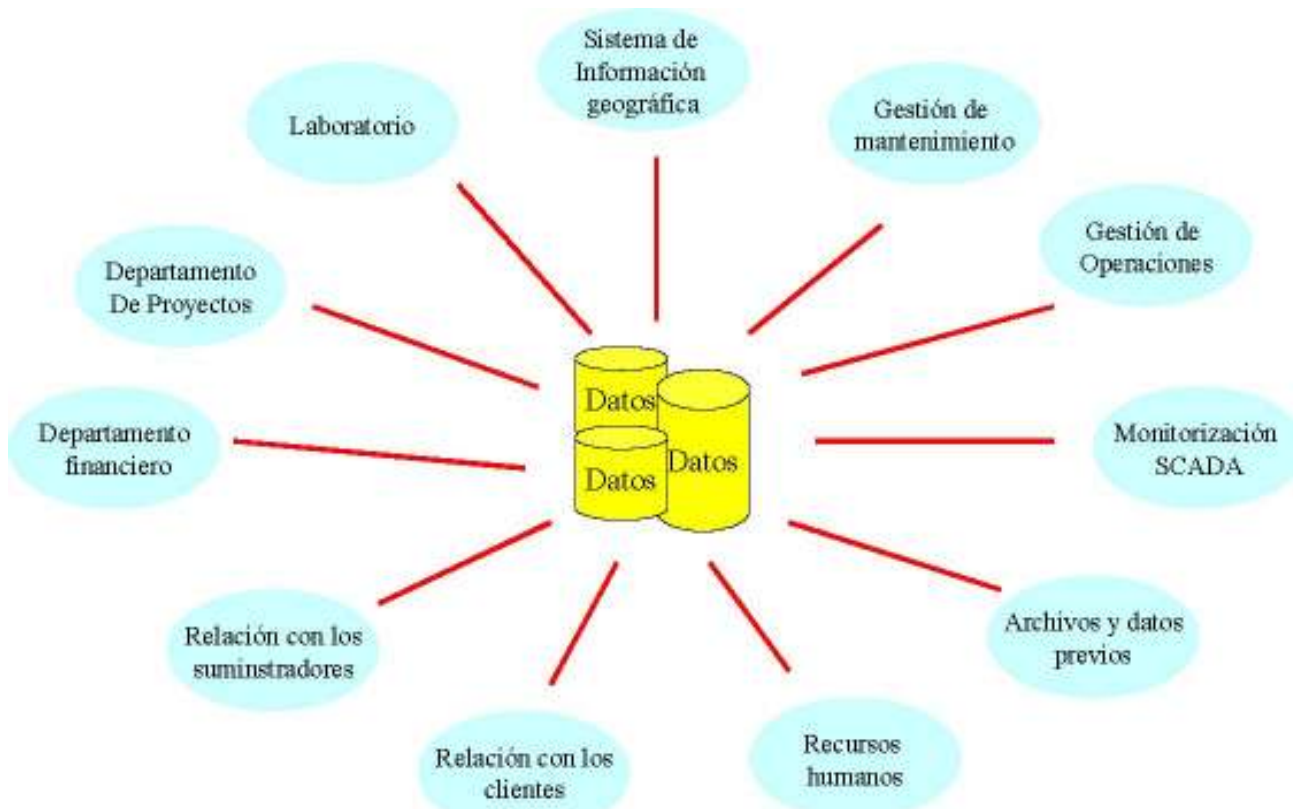 Sistema de
Información
geográfica
Laboratorio
Gestión de
mantenimiento
Gestión de
Operaciones
Departamento
De Proyectos
Datos
Datos
Datos
Departamento
financiero
Monitorización
SCADA
Relación con los
suminstradores
Archivos y datos
previos
Relación con los
clientes
Recursos
humanos